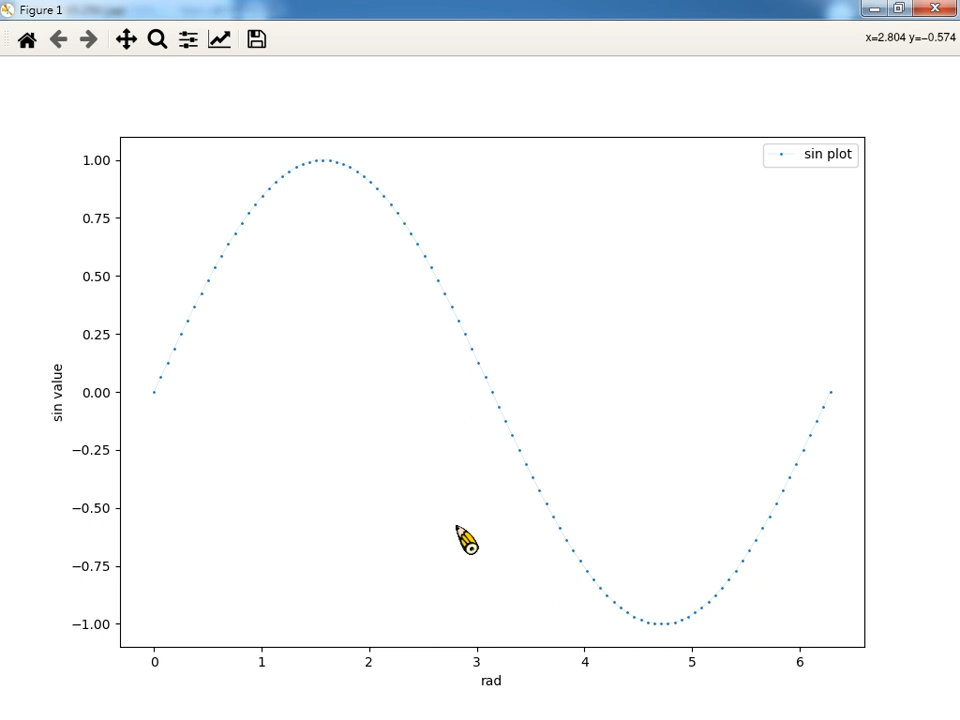 Figure 1
x=2.804 y=−0.574
sin plot
1.00
0.75
0.50
0.25
0.00
−0.25
−0.50
−0.75
−1.00
sin value
0 1 2 3 4 5 6
rad